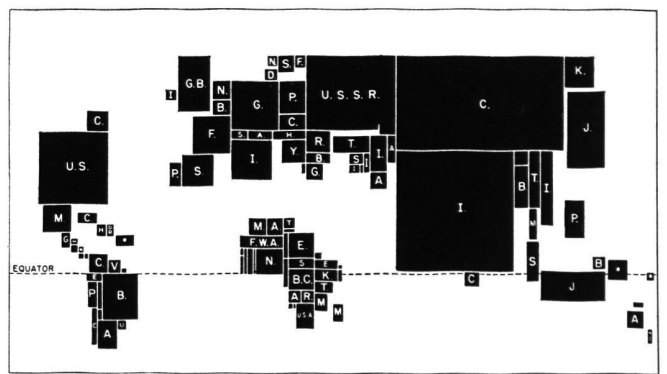 N. S. F.
D
K.
G.B.
I
N.
B.
G.
P.
U. S. S. R.
C.
J.
C.
C.
F.
S. A H
R.
T.
I.
A
U.S.
P.
S.
I.
Y.
B
G
S
I
I
A
I.
B
T.
I
M
C
H
D
G
M A T
F.W.A.
E.
N.
M
P.
S
S E
C V
B.C.
K
T
B
EQUATOR
E
P
B.
C
J.
A R.
M
U S A
M
C
U.
A
A